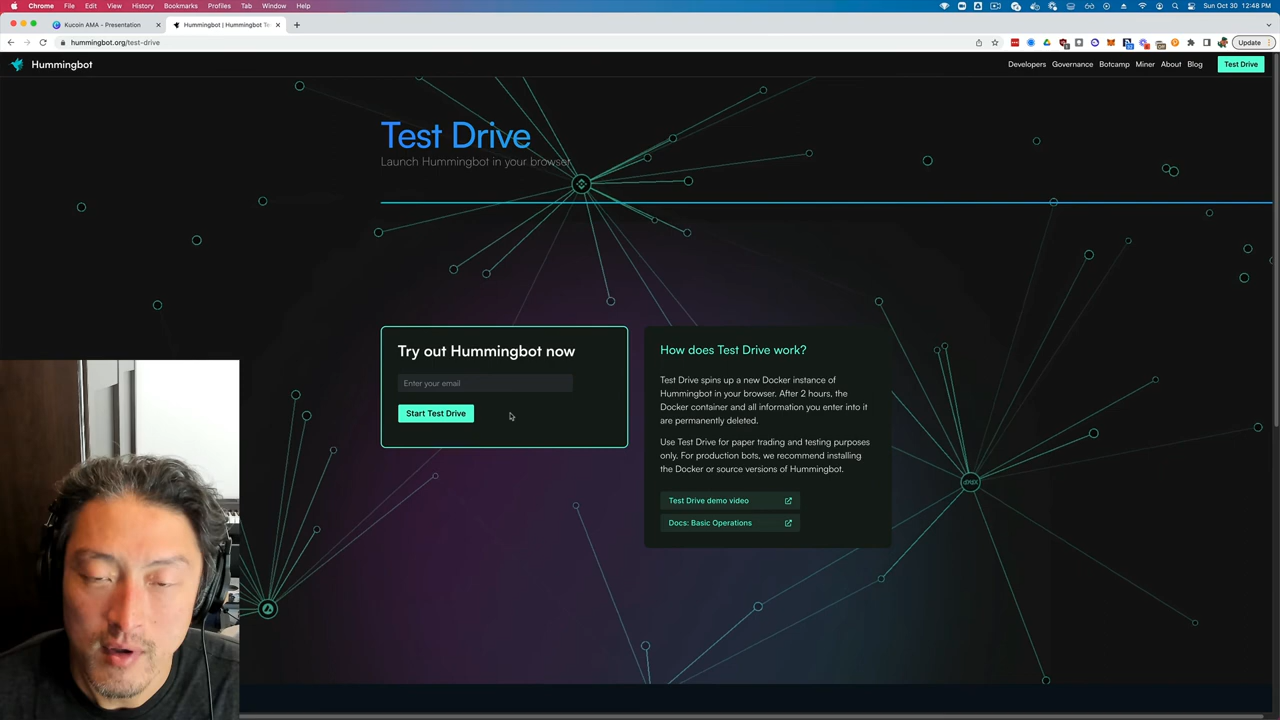 Chrome File Edit View History Bookmarks Profiles Tab Window Help
Sun Oct 30 12:48 PM
Kucoin AMA - Presentation
Hummingbot | Hummingbot Te
hummingbot.org/test-drive
Update
Hummingbot
Developers Governance Botcamp Miner About Blog Test Drive
Test Drive
Launch Hummingbot in your browser
Try out Hummingbot now
Enter your email
Start Test Drive
How does Test Drive work?
Test Drive spins up a new Docker instance of
Hummingbot in your browser. After 2 hours, the
Docker container and all information you enter into it
are permanently deleted.
Use Test Drive for paper trading and testing purposes
only. For production bots, we recommend installing
the Docker or source versions of Hummingbot.
Test Drive demo video
Docs: Basic Operations